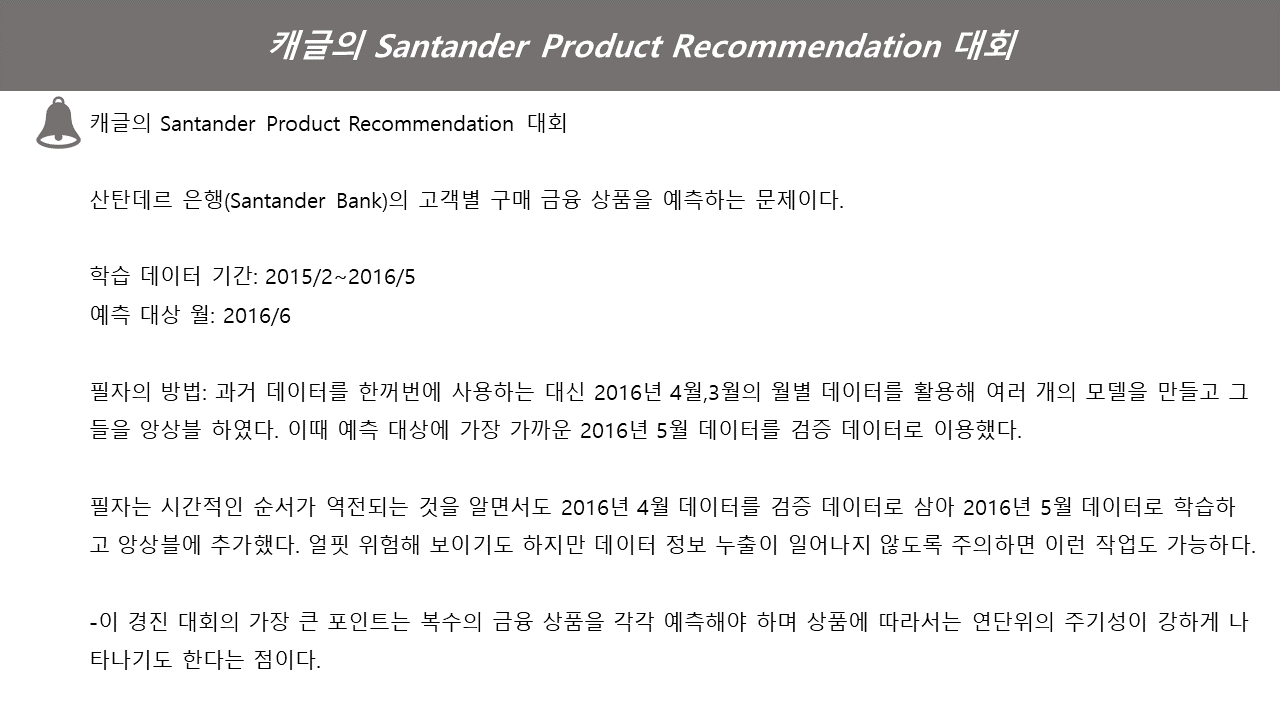 캐글의 Santander Product Recommendation 대회
캐글의 Santander Product Recommendation 대회
산탄데르 은행(Santander Bank)의 고객별 구매 금융 상품을 예측하는 문제이다.
학습 데이터 기간: 2015/2~2016/5
예측 대상 월: 2016/6
필자의 방법: 과거 데이터를 한꺼번에 사용하는 대신 2016년 4월,3월의 월별 데이터를 활용해 여러 개의 모델을 만들고 그
들을 앙상블 하였다. 이때 예측 대상에 가장 가까운 2016년 5월 데이터를 검증 데이터로 이용했다.
필자는 시간적인 순서가 역전되는 것을 알면서도 2016년 4월 데이터를 검증 데이터로 삼아 2016년 5월 데이터로 학습하
고 앙상블에 추가했다. 얼핏 위험해 보이기도 하지만 데이터 정보 누출이 일어나지 않도록 주의하면 이런 작업도 가능하다.
-이 경진 대회의 가장 큰 포인트는 복수의 금융 상품을 각각 예측해야 하며 상품에 따라서는 연단위의 주기성이 강하게 나
타나기도 한다는 점이다.